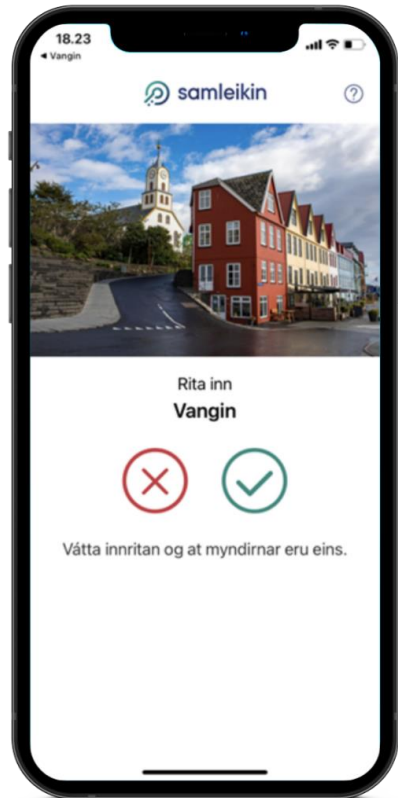 18.23
◀ Vangin
samleikin
?
Rita inn
Vangin
Vátta innritan og at myndirnar eru eins.